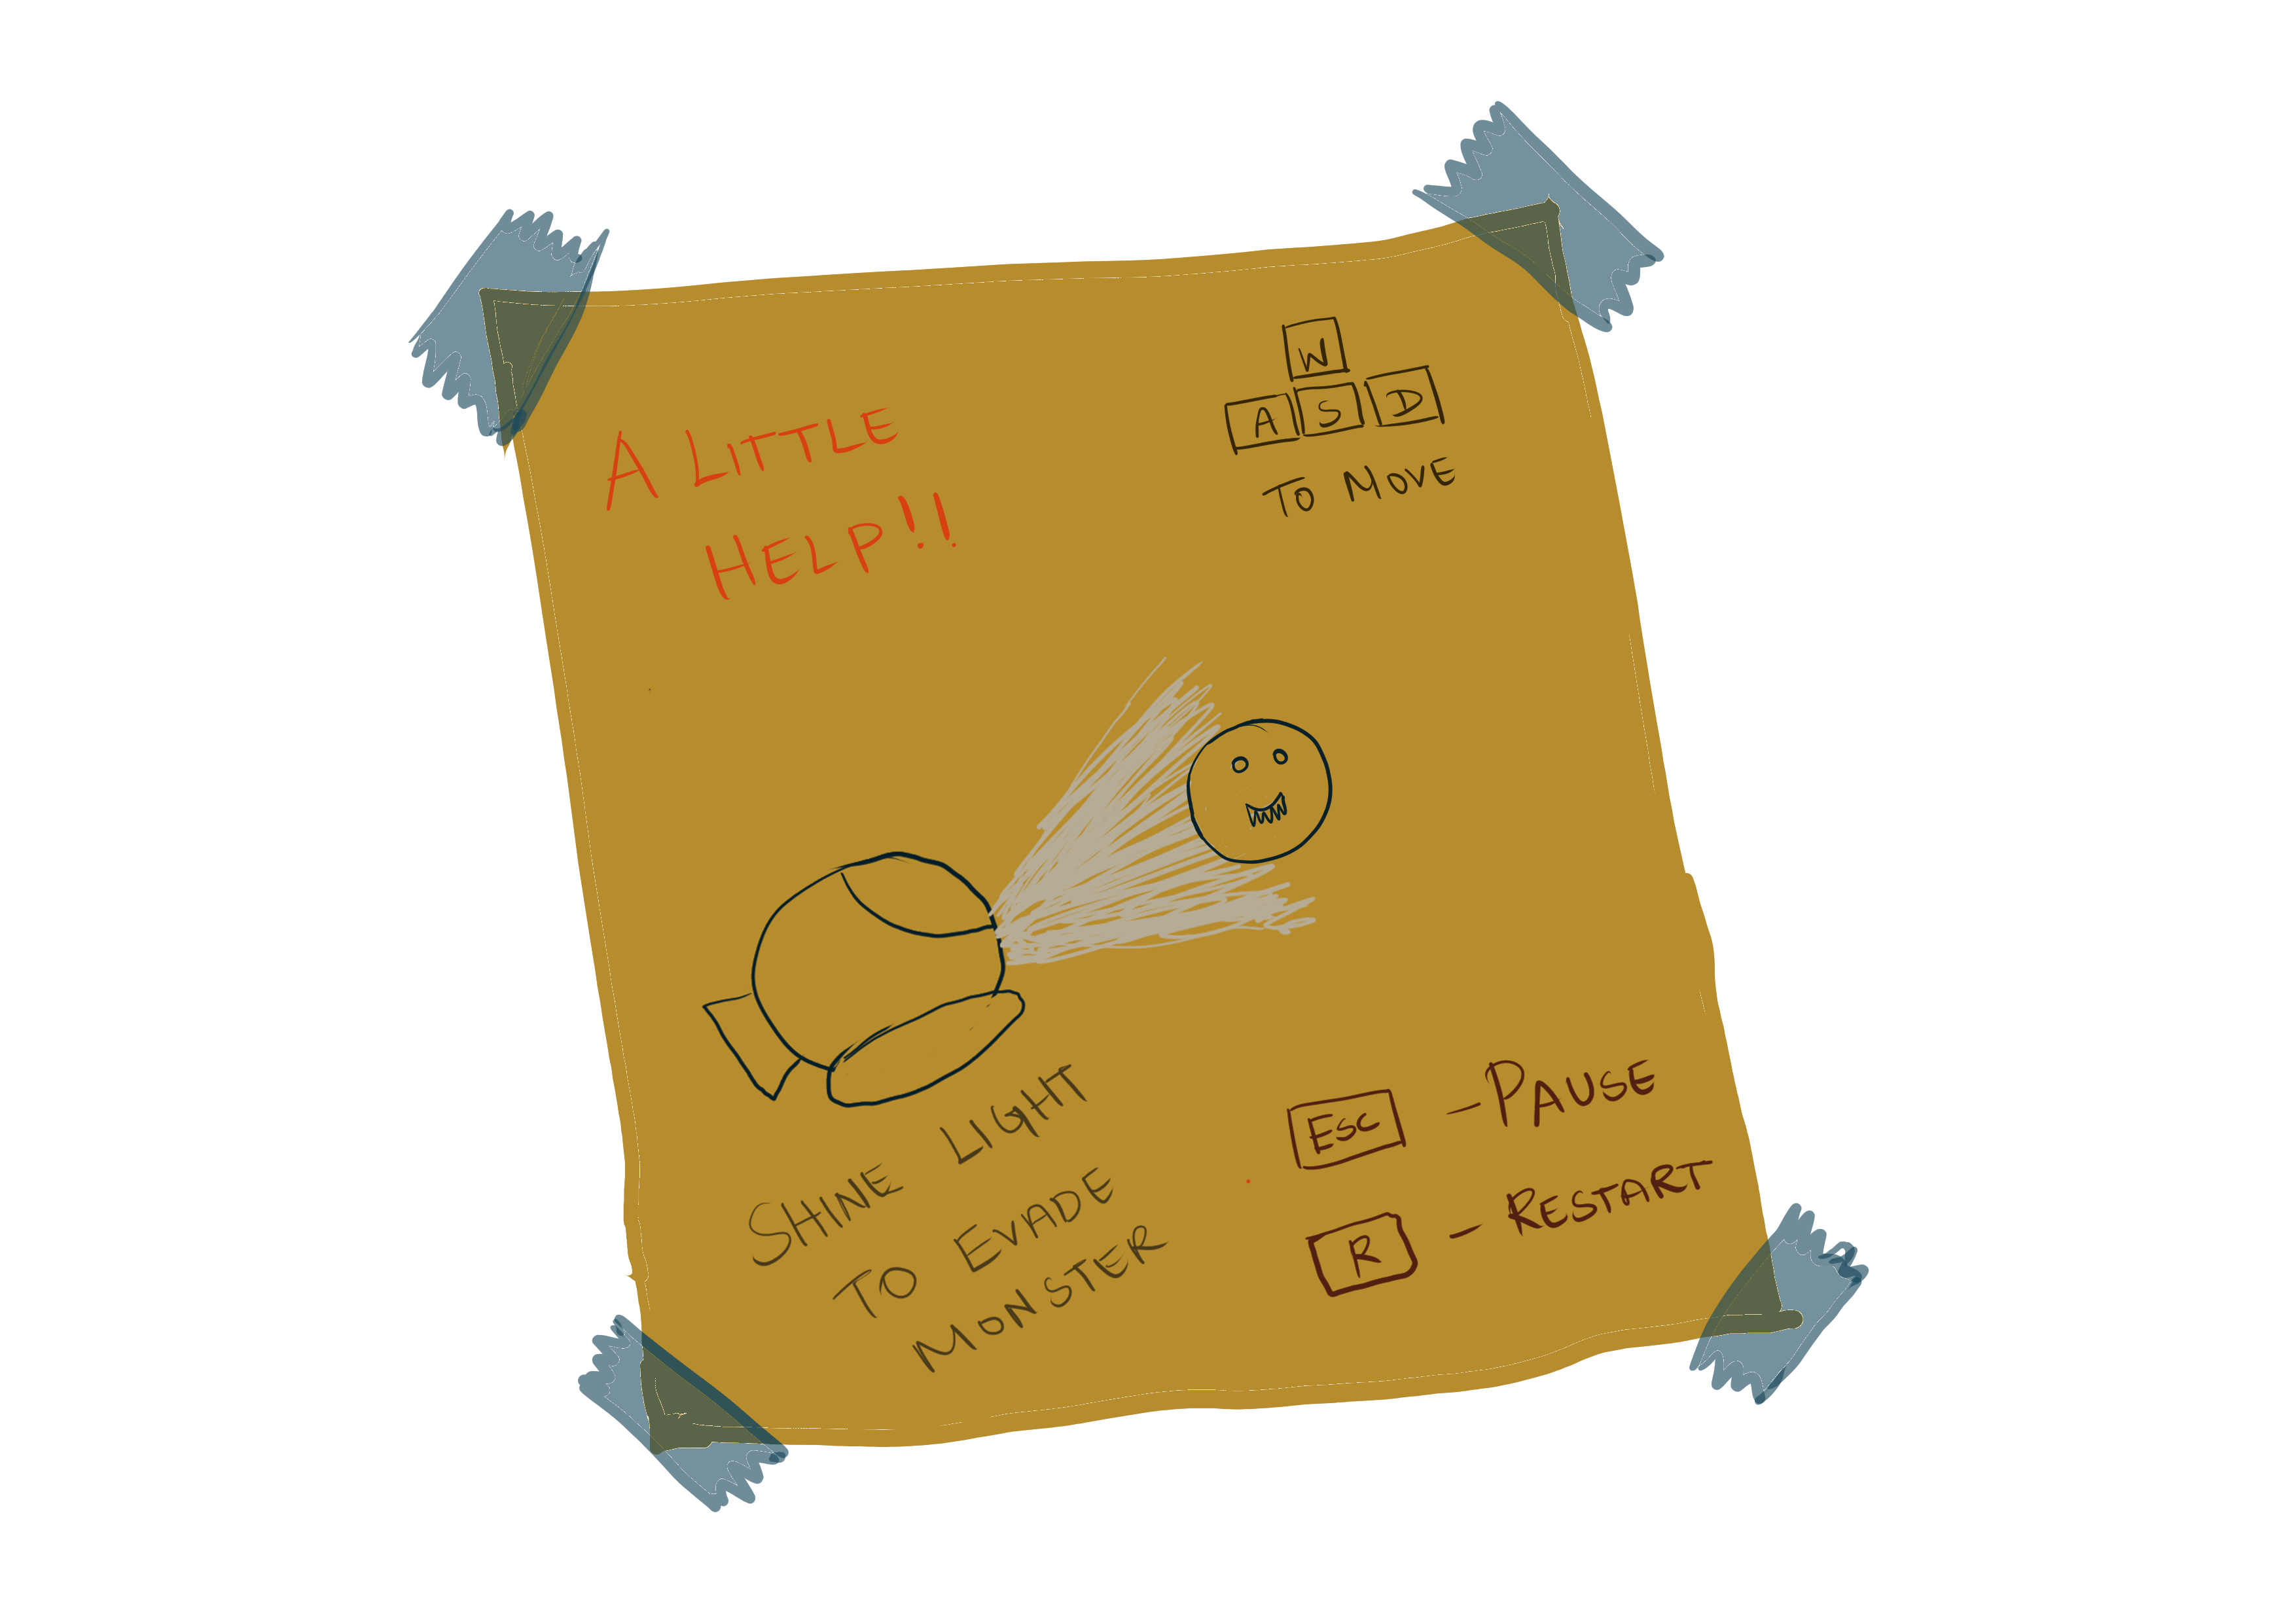 A LITTLE
HELP!!
W
A S D
TO MOVE
SHINE LIGHT
TO EVADE
MONSTER
ESC - PAUSE
R - RESTART